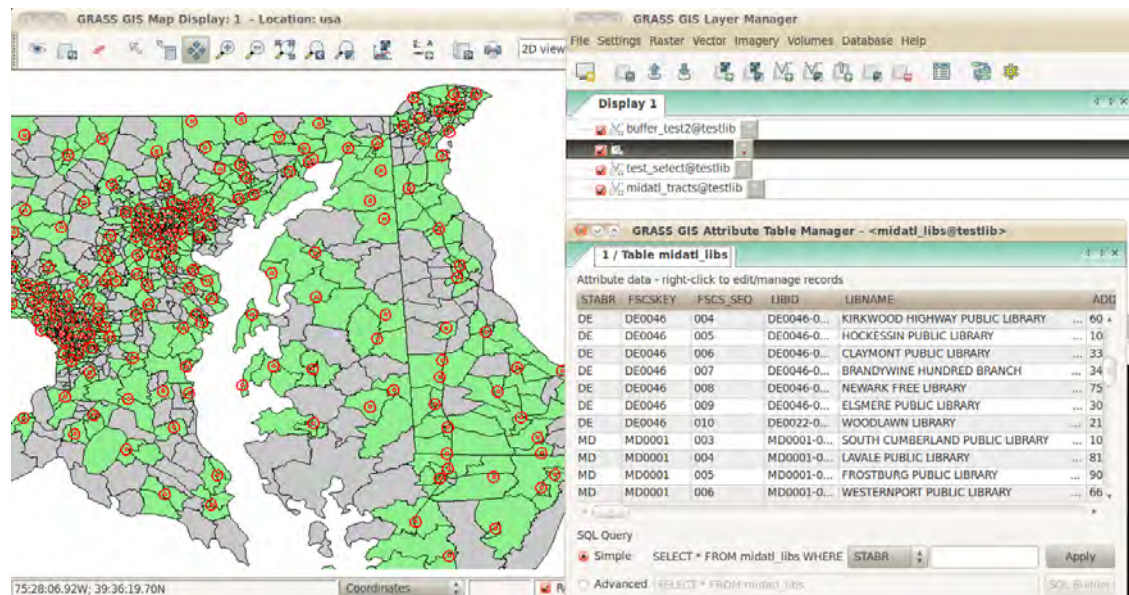 GRASS GIS Map Display: 1 - Location: usa
2D view
75:28:06.92W; 39:36:19.70N
Coordinates
GRASS GIS Layer Manager
File Settings Raster Vector Imagery Volumes Database Help
Display 1
buffer_test2@testlib
test_select@testlib
midatl_tracts@testlib
GRASS GIS Attribute Table Manager - <midatl_libs@testlib>
1 / Table midatl_libs
Attribute data - right-click to edit/manage records
STABR FSCSKEY FSCS_SEQ LIBID LIBNAME ADD
DE DE0046 004 DE0046-0... KIRKWOOD HIGHWAY PUBLIC LIBRARY ... 60
DE DE0046 005 DE0046-0... HOCKESSIN PUBLIC LIBRARY ... 10
DE DE0046 006 DE0046-0... CLAYMONT PUBLIC LIBRARY ... 33
DE DE0046 007 DE0046-0... BRANDYWINE HUNDRED BRANCH ... 34
DE DE0046 008 DE0046-0... NEWARK FREE LIBRARY ... 75
DE DE0046 009 DE0046-0... ELSMERE PUBLIC LIBRARY ... 30
DE DE0046 010 DE0022-0... WOODLAWN LIBRARY ... 21
MD MD0001 003 MD0001-0... SOUTH CUMBERLAND PUBLIC LIBRARY ... 10
MD MD0001 004 MD0001-0... LAVALE PUBLIC LIBRARY ... 81
MD MD0001 005 MD0001-0... FROSTBURG PUBLIC LIBRARY ... 90
MD MD0001 006 MD0001-0... WESTERNPORT PUBLIC LIBRARY ... 66
SQL Query
Simple SELECT * FROM midatl_libs WHERE STABR Apply
Advanced SELECT * FROM midatl_libs SQL Builder